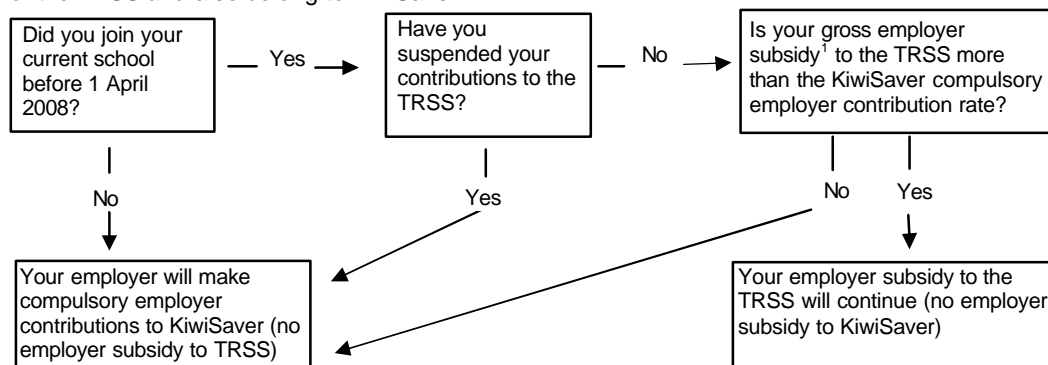 Did you join your
current school
before 1 April
2008?
Yes
Have you
suspended your
contributions to the
TRSS?
No
Is your gross employer
subsidy1 to the TRSS more
than the KiwiSaver compulsory
employer contribution rate?
No
Yes
No
Yes
Your employer will make
compulsory employer
contributions to KiwiSaver (no
employer subsidy to TRSS)
Your employer subsidy to the
TRSS will continue (no employer
subsidy to KiwiSaver)